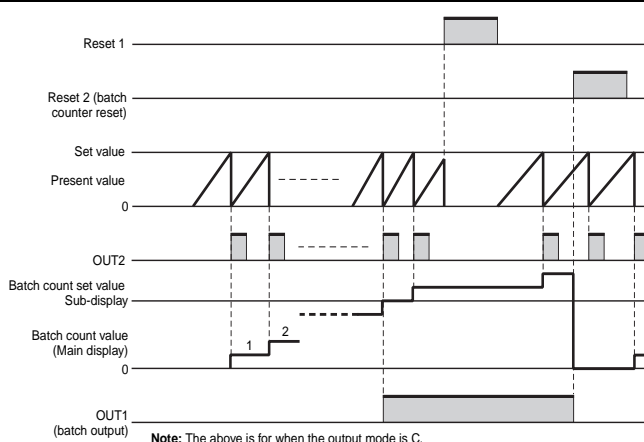 Reset 1
Reset 2 (batch
counter reset)
Set value
Present value
0
OUT2
Batch count set value
Sub-display
Batch count value
(Main display)
1
2
0
OUT1
(batch output)
Note: The above is for when the output mode is C.